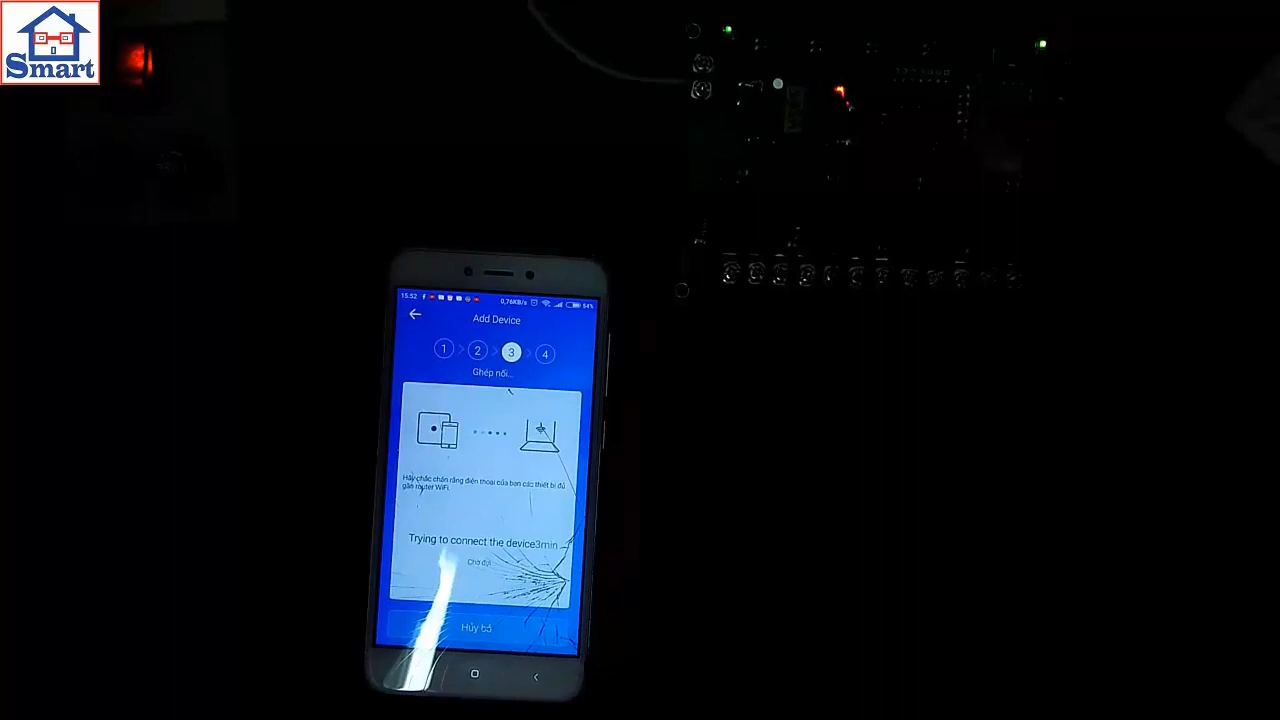 Smart
15.52
0,76KB/s
54%
Add Device
1
2
3
4
Ghép nối...
Hãy chắc chắn rằng điện thoại của bạn các thiết bị đủ
gần router WiFi.
Trying to connect the device3min
Chờ đợi
Hủy bỏ